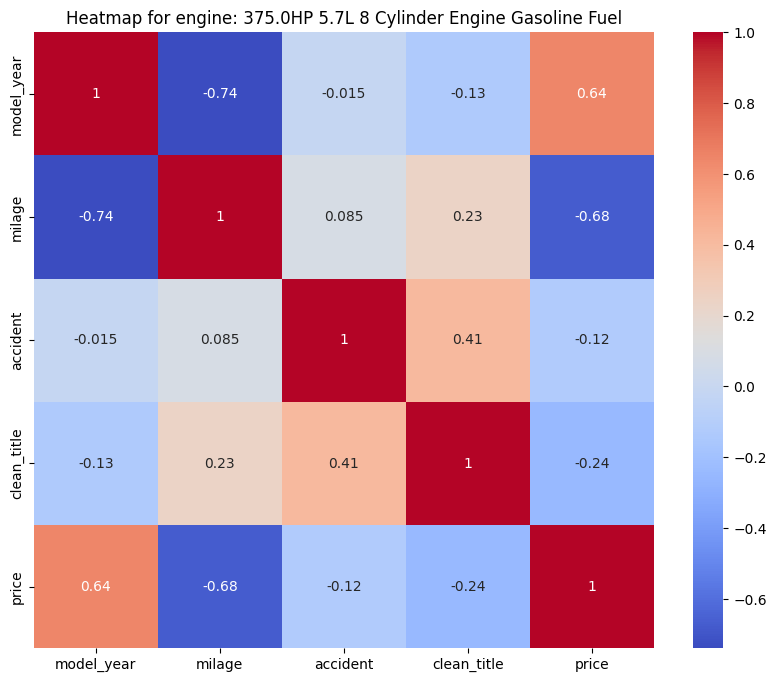 Heatmap for engine: 375.0HP 5.7L 8 Cylinder Engine Gasoline Fuel
model_year 1 -0.74 -0.015 -0.13 0.64
milage -0.74 1 0.085 0.23 -0.68
accident -0.015 0.085 1 0.41 -0.12
clean_title -0.13 0.23 0.41 1 -0.24
price 0.64 -0.68 -0.12 -0.24 1
model_year milage accident clean_title price
1.0
0.8
0.6
0.4
0.2
0.0
-0.2
-0.4
-0.6